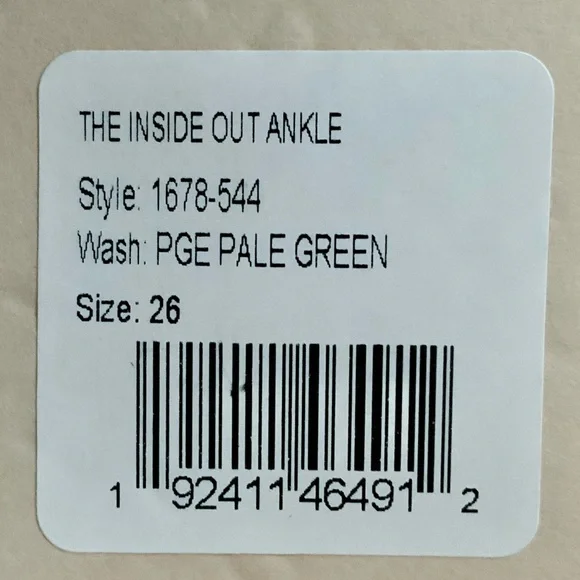 THE INSIDE OUT ANKLE
Style: 1678-544
Wash: PGE PALE GREEN
Size: 26
1 92411 46491 2